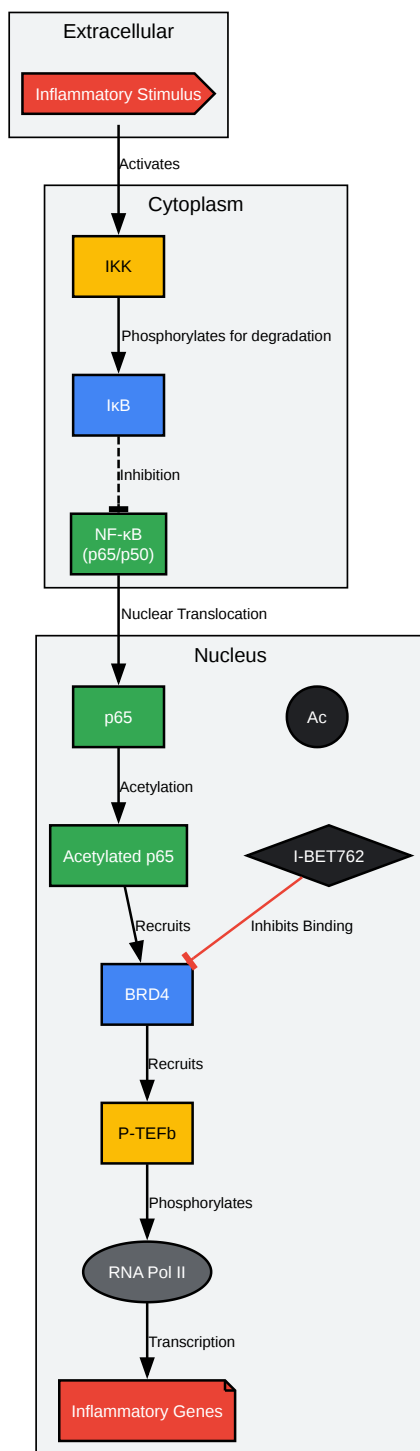 Extracellular
Inflammatory Stimulus
Activates
Cytoplasm
IKK
Phosphorylates for degradation
IκB
Inhibition
NF-κB
(p65/p50)
Nuclear Translocation
Nucleus
p65
Ac
Acetylation
Acetylated p65
I-BET762
Recruits
Inhibits Binding
BRD4
Recruits
P-TEFb
Phosphorylates
RNA Pol II
Transcription
Inflammatory Genes